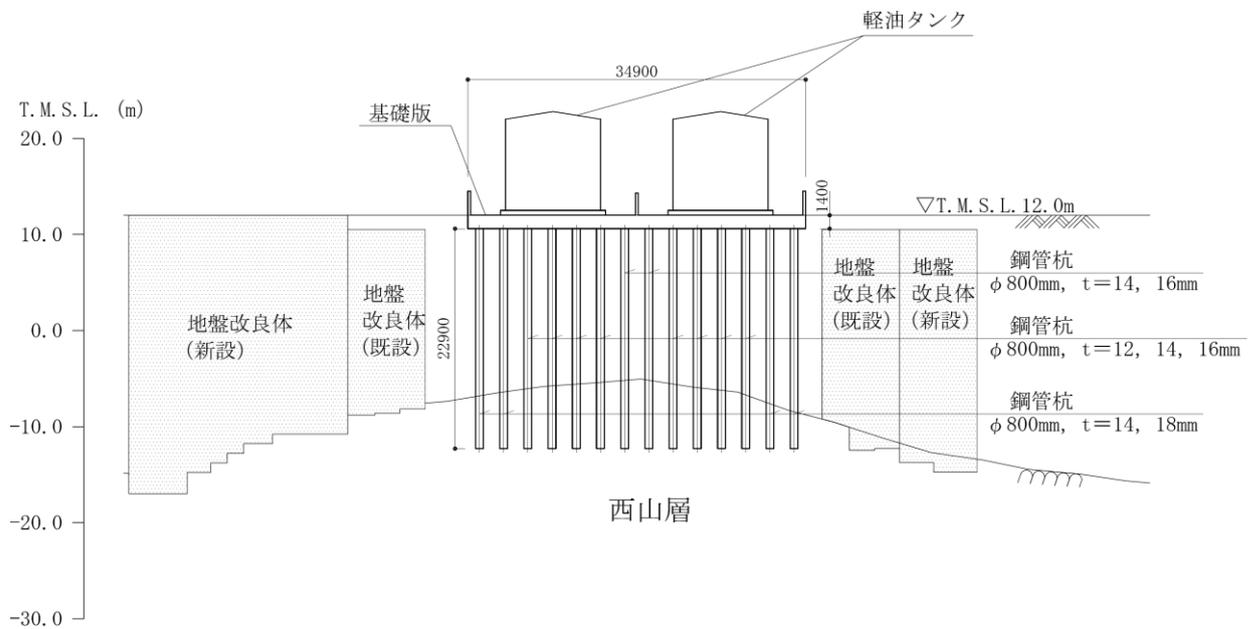 軽油タンク
34900
T.M.S.L. (m)
基礎版
20.0
1400
▽T.M.S.L.12.0m
10.0
鋼管杭
φ800mm, t＝14, 16mm
地盤
改良体
(既設)
地盤
改良体
(新設)
地盤
改良体
(既設)
地盤改良体
(新設)
22900
0.0
鋼管杭
φ800mm, t＝12, 14, 16mm
鋼管杭
φ800mm, t＝14, 18mm
-10.0
西山層
-20.0
-30.0